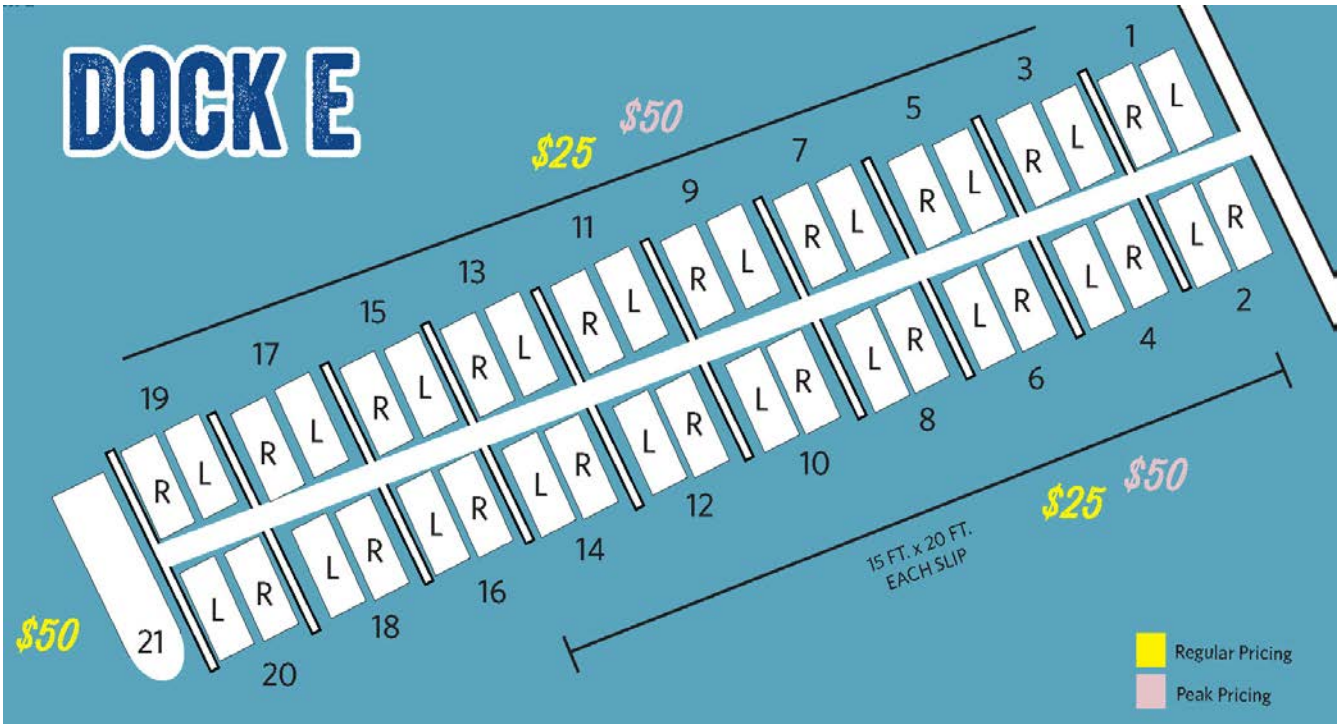 DOCK E
$25 $50
1
L
R
3
L
R
5
L
R
7
L
R
9
L
R
11
L
R
13
L
R
15
L
R
17
L
R
19
L
R
R
L
2
R
L
4
R
L
6
R
L
8
R
L
10
R
L
12
R
L
14
R
L
16
R
L
18
R
L
20
21
$50
$25 $50
15 FT. x 20 FT.
EACH SLIP
Regular Pricing
Peak Pricing